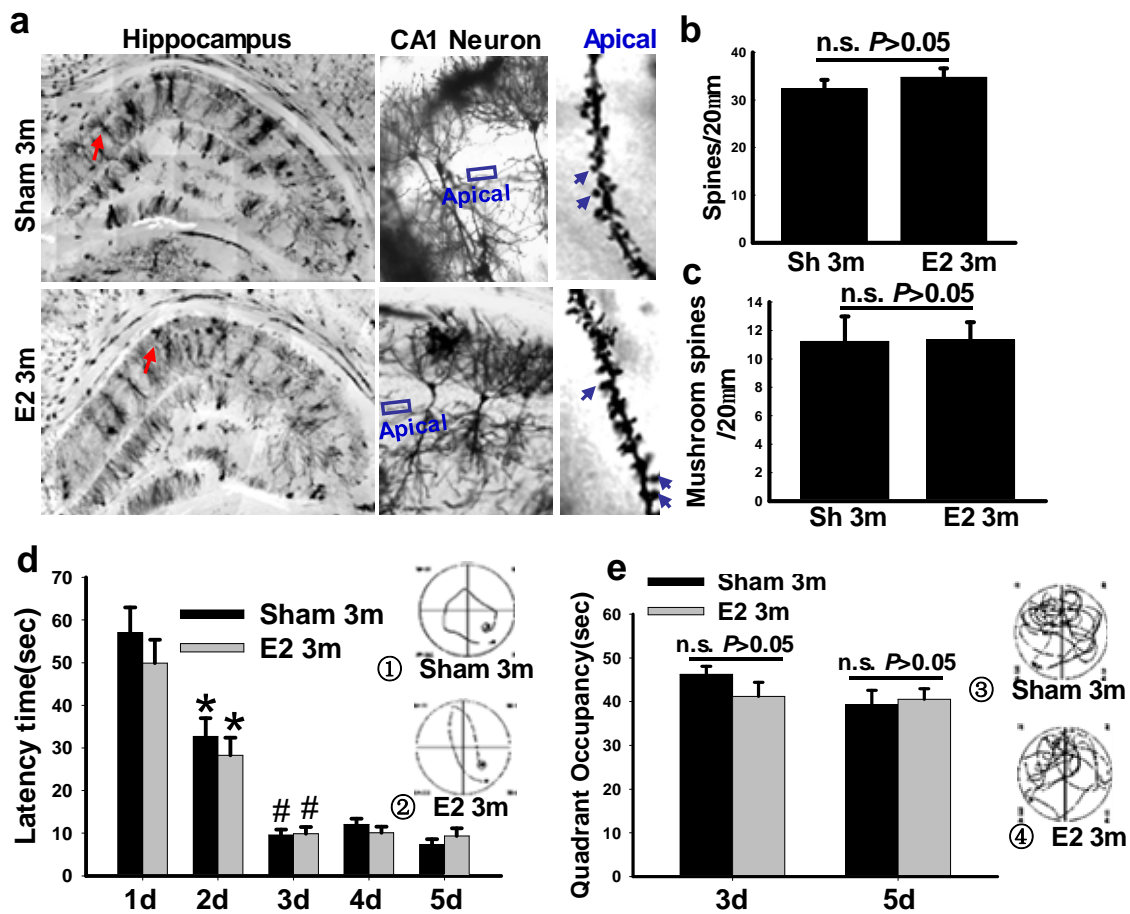 a
Hippocampus
CA1 Neuron
Apical
Sham 3m
Apical
E2 3m
Apical
b
n.s. P>0.05
Spines/20mm
40
30
20
10
0
Sh 3m
E2 3m
c
n.s. P>0.05
Mushroom spines
/20mm
14
12
10
8
6
4
2
0
Sh 3m
E2 3m
d
Latency time(sec)
70
60
50
40
30
20
10
0
Sham 3m
E2 3m
* *
# #
1d
2d
3d
4d
5d
① Sham 3m
② E2 3m
e
Quadrant Occupancy(sec)
60
50
40
30
20
10
0
Sham 3m
E2 3m
n.s. P>0.05
n.s. P>0.05
3d
5d
③ Sham 3m
④ E2 3m